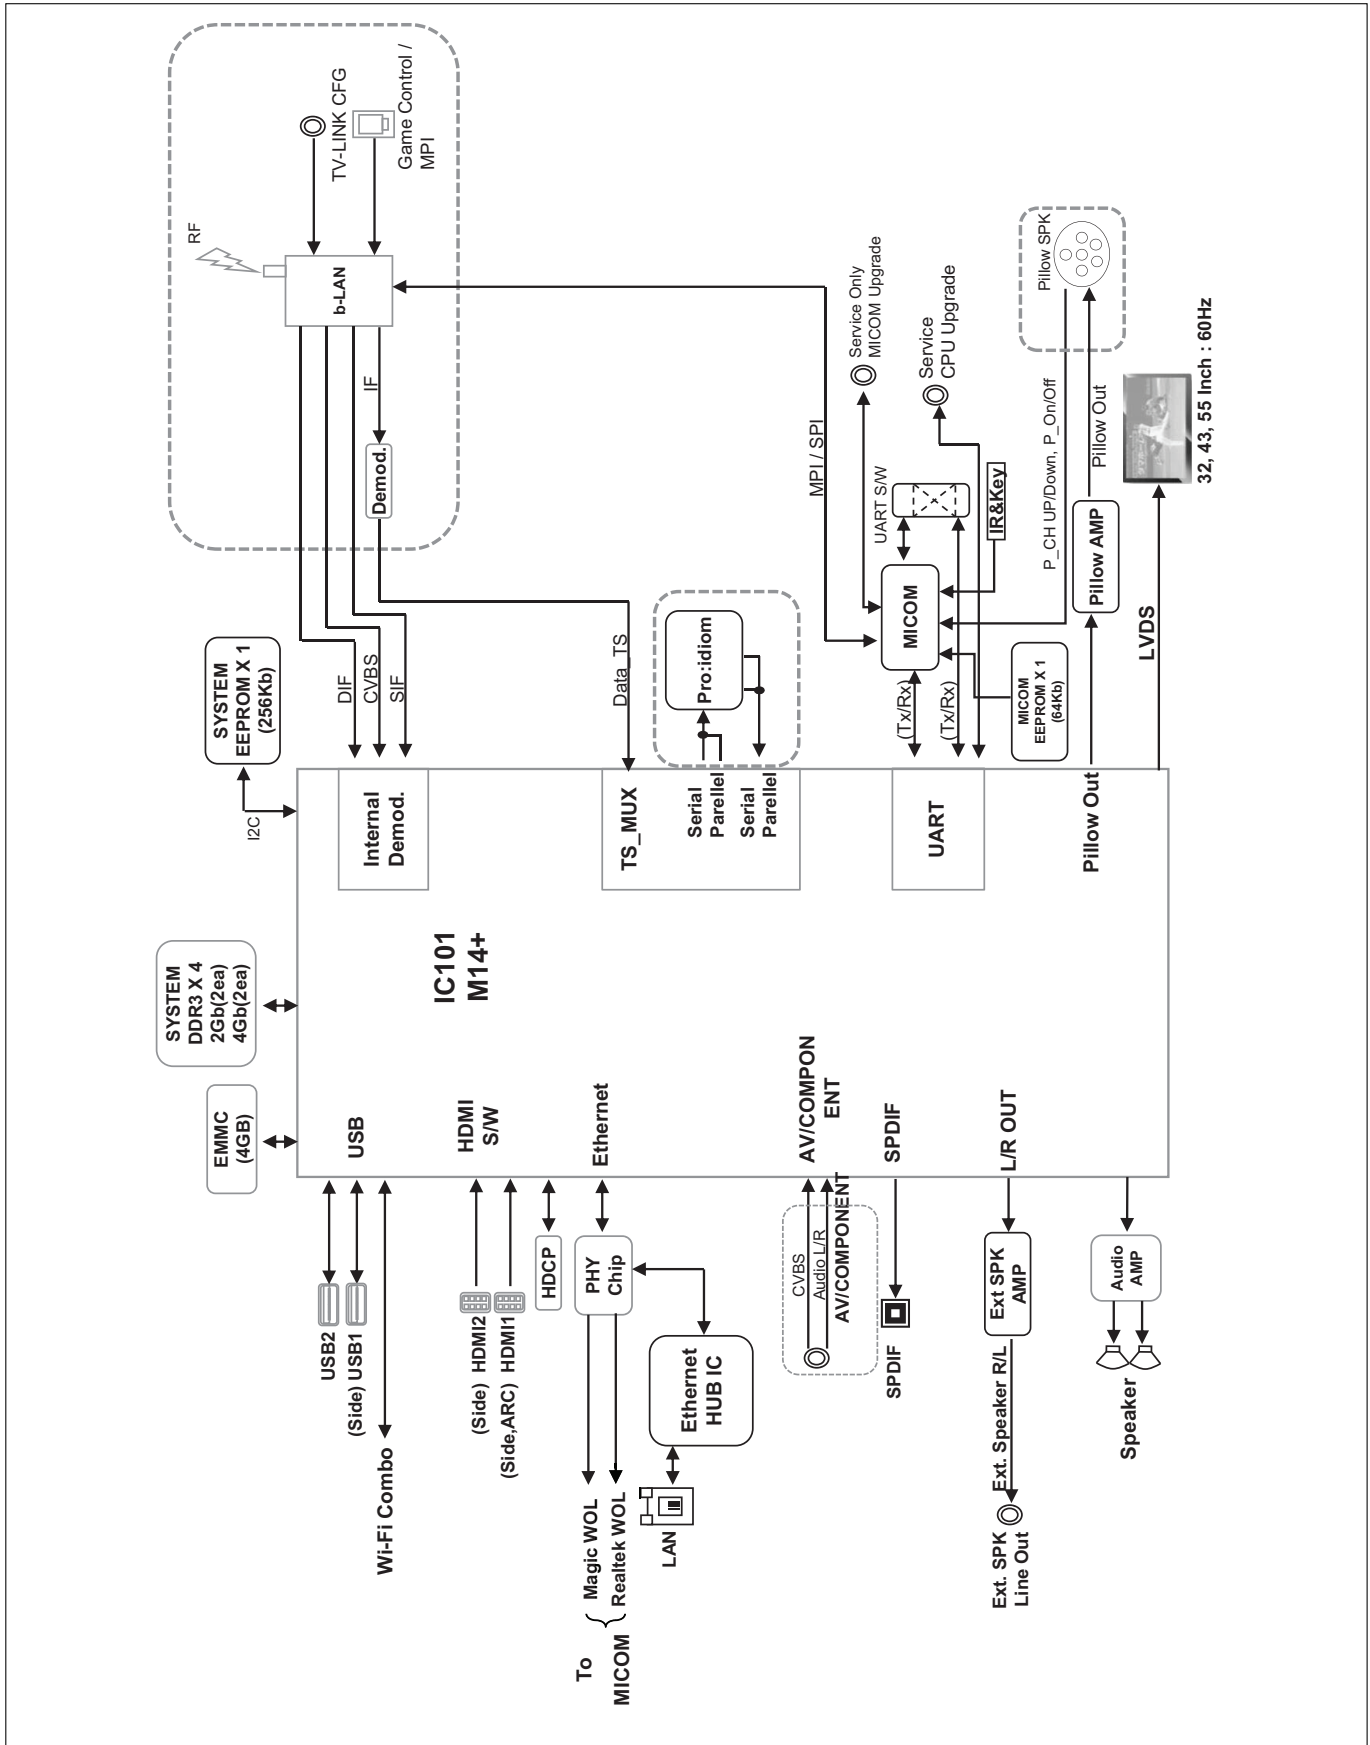 RF
TV-LINK CFG
Game Control /
MPI
b-LAN
IF
Demod.
SYSTEM
EEPROM X 1
(256Kb)
I2C
DIF
CVBS
SIF
Data_TS
Pro:idiom
MPI / SPI
Service Only
MICOM Upgrade
Service
CPU Upgrade
UART S/W
IR&Key
MICOM
(Tx/Rx)
(Tx/Rx)
MICOM
EEPROM X 1
(64Kb)
Pillow SPK
P_CH UP/Down, P_On/Off
Pillow Out
Pillow AMP
LVDS
32, 43, 55 Inch : 60Hz
Internal
Demod.
TS_MUX
Serial
Parellel
Serial
Parellel
UART
Pillow Out
SYSTEM
DDR3 X 4
2Gb(2ea)
4Gb(2ea)
EMMC
(4GB)
IC101
M14+
USB
HDMI
S/W
Ethernet
AV/COMPON
ENT
SPDIF
L/R OUT
USB2
(Side) USB1
Wi-Fi Combo
(Side) HDMI2
(Side,ARC) HDMI1
HDCP
PHY
Chip
Ethernet
HUB IC
LAN
Magic WOL
Realtek WOL
To
MICOM
CVBS
Audio L/R
AV/COMPONENT
SPDIF
Ext SPK
AMP
Ext. Speaker R/L
Ext. SPK
Line Out
Audio
AMP
Speaker